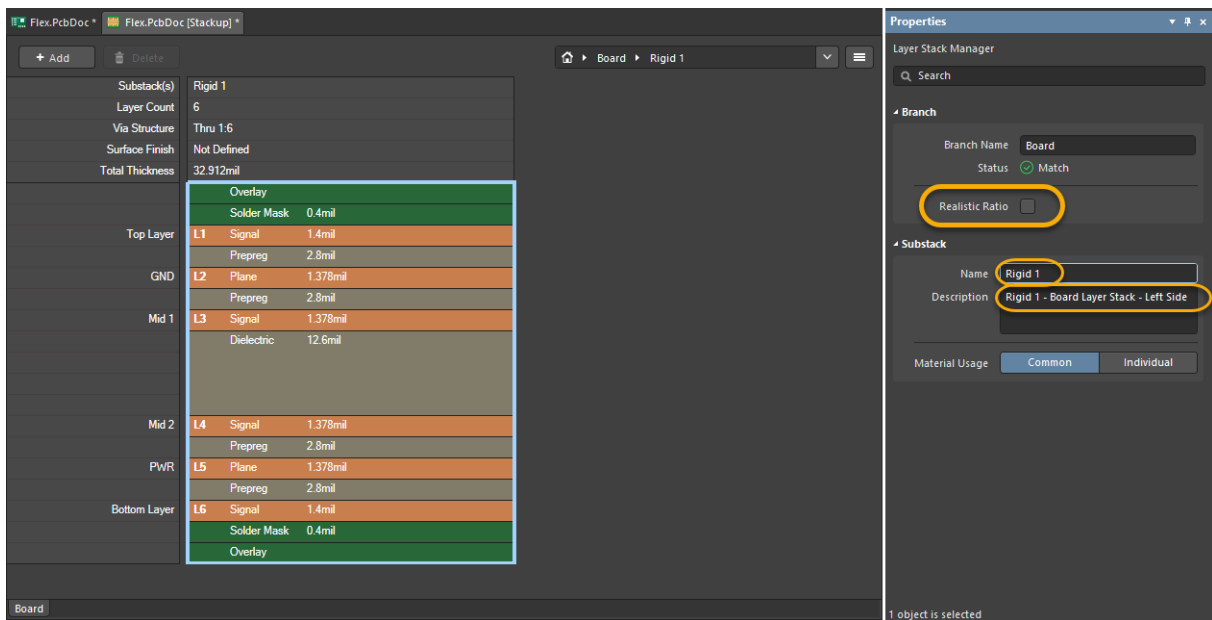 Flex.PcbDoc * Flex.PcbDoc [Stackup] *
+ Add Delete
Board Rigid 1
Substack(s) Rigid 1
Layer Count 6
Via Structure Thru 1:6
Surface Finish Not Defined
Total Thickness 32.912mil
Overlay
Solder Mask 0.4mil
Top Layer L1 Signal 1.4mil
Prepreg 2.8mil
GND L2 Plane 1.378mil
Prepreg 2.8mil
Mid 1 L3 Signal 1.378mil
Dielectric 12.6mil
Mid 2 L4 Signal 1.378mil
Prepreg 2.8mil
PWR L5 Plane 1.378mil
Prepreg 2.8mil
Bottom Layer L6 Signal 1.4mil
Solder Mask 0.4mil
Overlay
Board
Properties
Layer Stack Manager
Search
Branch
Branch Name Board
Status Match
Realistic Ratio
Substack
Name Rigid 1
Description Rigid 1 - Board Layer Stack - Left Side
Material Usage Common Individual
1 object is selected